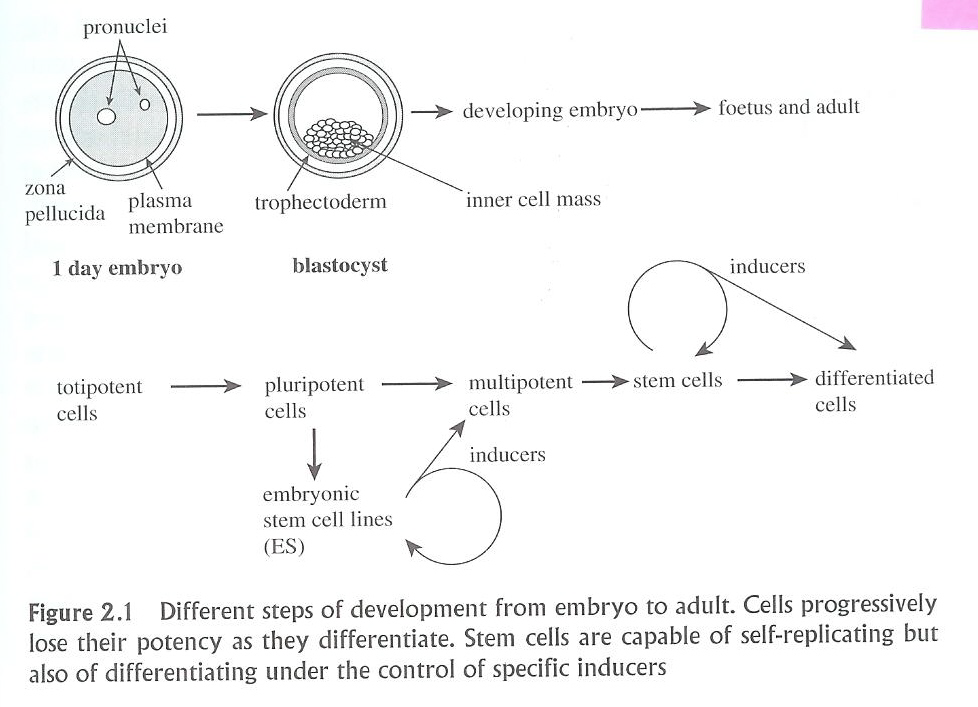 pronuclei
developing embryo
foetus and adult
zona
pellucida
plasma
membrane
trophectoderm
inner cell mass
1 day embryo
blastocyst
inducers
totipotent
cells
pluripotent
cells
multipotent
cells
stem cells
differentiated
cells
inducers
embryonic
stem cell lines
(ES)
Figure 2.1 Different steps of development from embryo to adult. Cells progressively
lose their potency as they differentiate. Stem cells are capable of self-replicating but
also of differentiating under the control of specific inducers